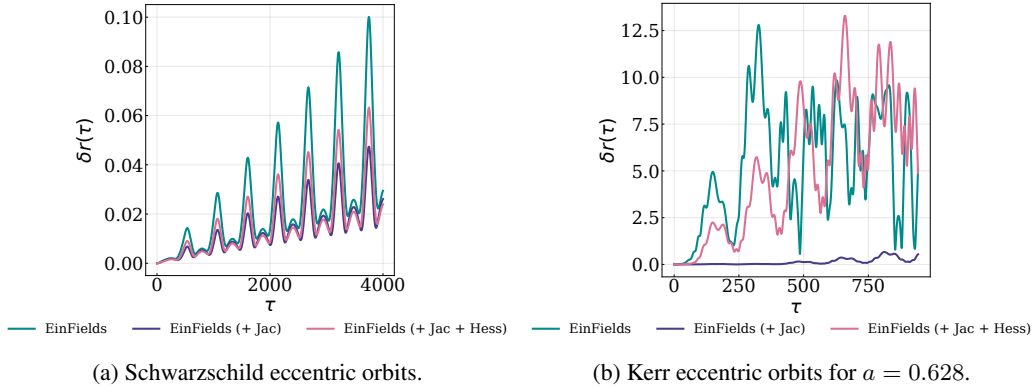 0.10
0.08
0.06
0.04
0.02
0.00
δr(τ)
0
2000
4000
τ
EinFields
EinFields (+ Jac)
EinFields (+ Jac + Hess)
(a) Schwarzschild eccentric orbits.
12.5
10.0
7.5
5.0
2.5
0.0
δr(τ)
0
250
500
750
τ
EinFields
EinFields (+ Jac)
EinFields (+ Jac + Hess)
(b) Kerr eccentric orbits for a = 0.628.